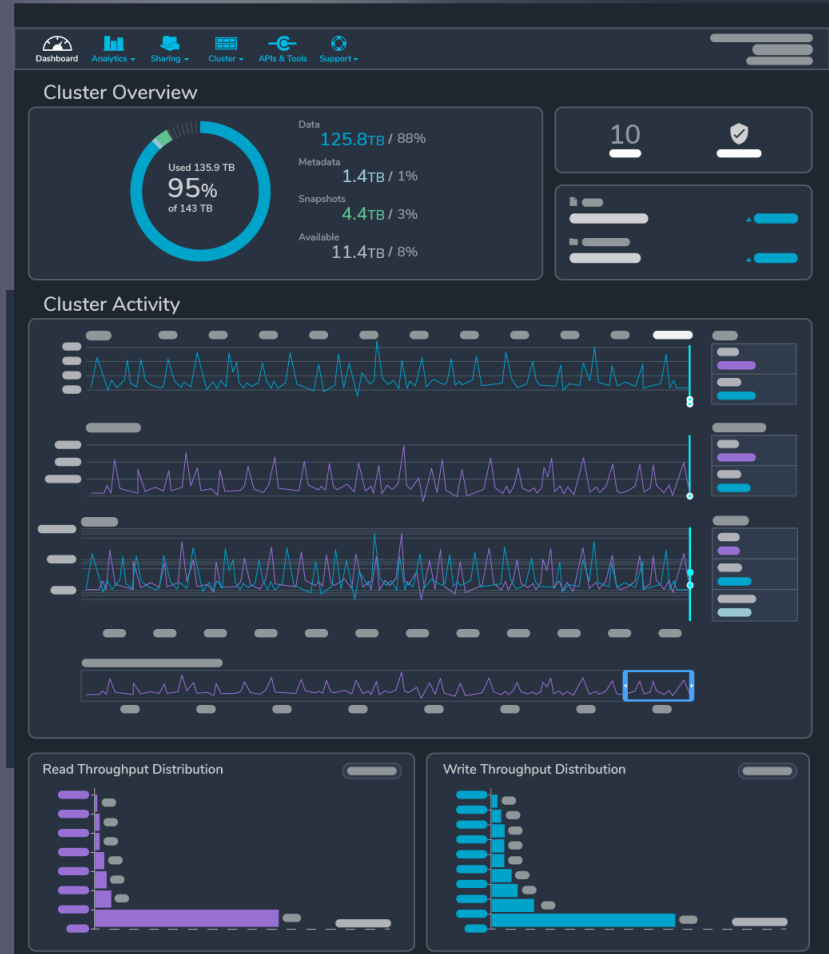 Dashboard
Analytics
Sharing
Cluster
APIs & Tools
Support
Cluster Overview
Used 135.9 TB
95%
of 143 TB
Data
125.8TB / 88%
Metadata
1.4TB / 1%
Snapshots
4.4TB / 3%
Available
11.4TB / 8%
10
Cluster Activity
Read Throughput Distribution
Write Throughput Distribution